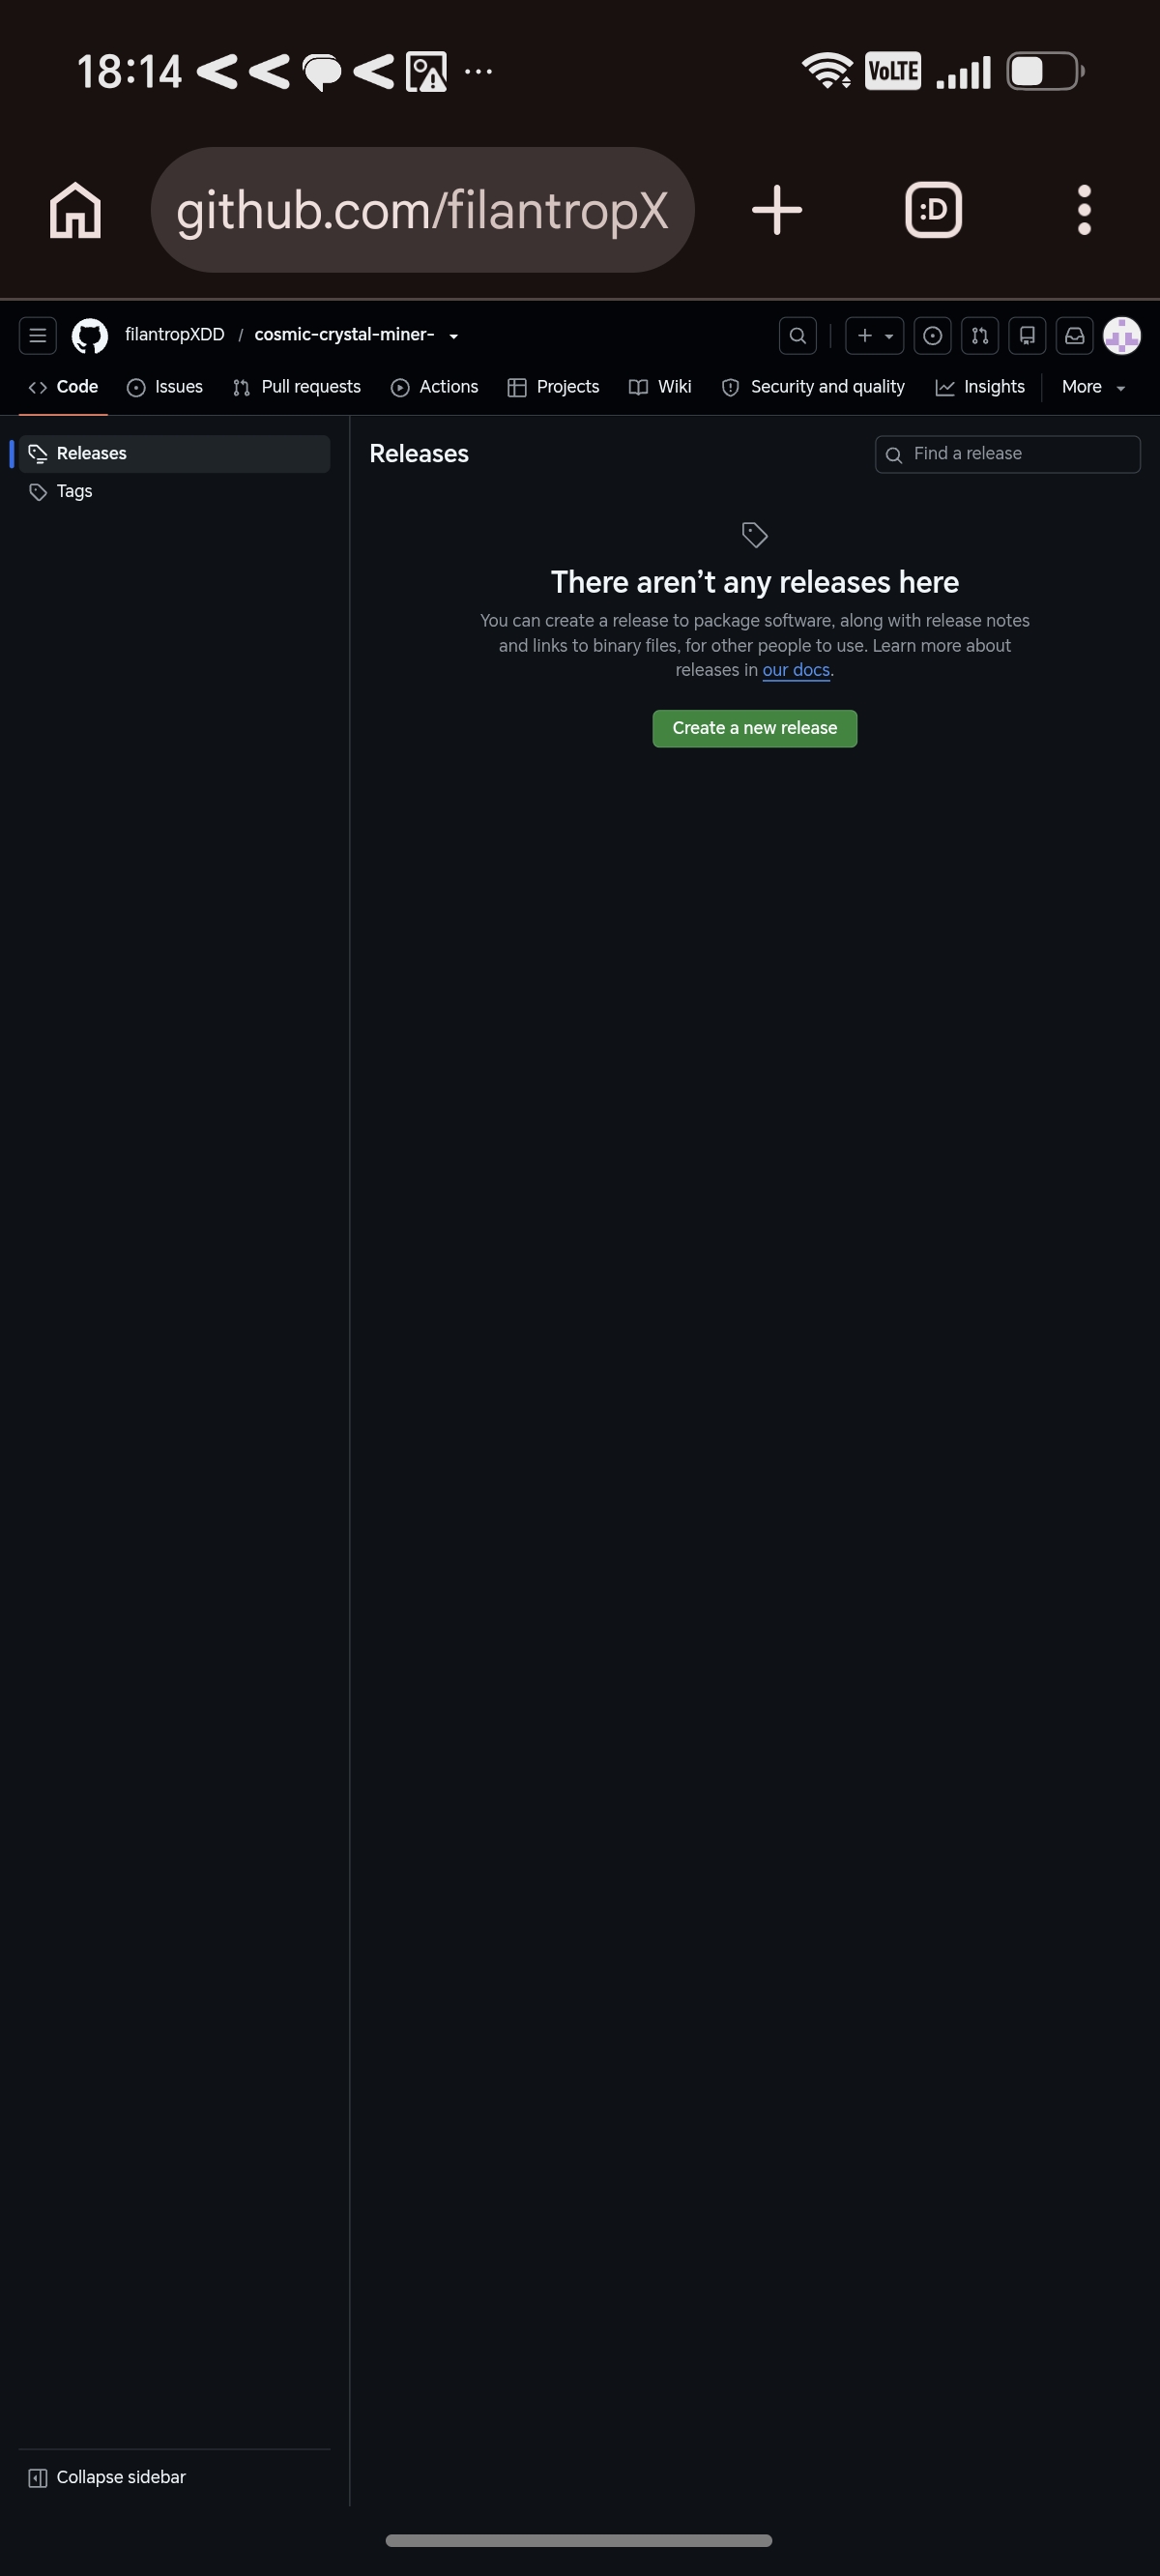 18:14
VoLTE
github.com/filantropX
:D
filantropXDD / cosmic-crystal-miner-
Code Issues Pull requests Actions Projects Wiki Security and quality Insights More
Releases
Tags
Releases
Find a release
There aren’t any releases here
You can create a release to package software, along with release notes
and links to binary files, for other people to use. Learn more about
releases in our docs.
Create a new release
Collapse sidebar